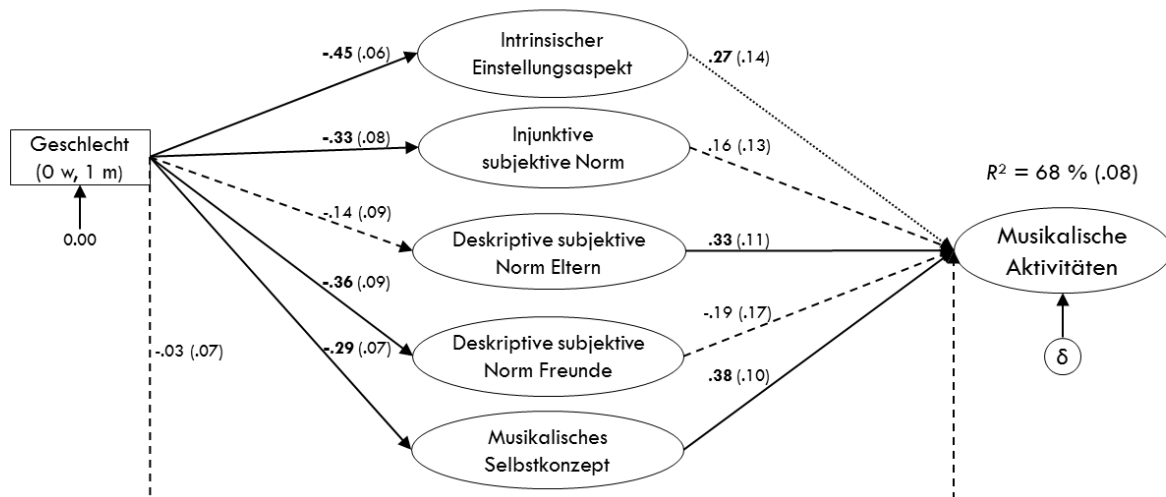 Intrinsischer
Einstellungsaspekt
-.45 (.06)
.27 (.14)
Geschlecht
(0 w, 1 m)
0.00
-.33 (.08)
Injunktive
subjektive Norm
.16 (.13)
R² = 68 % (.08)
-.14 (.09)
Deskriptive subjektive
Norm Eltern
.33 (.11)
Musikalische
Aktivitäten
-.36 (.09)
-.19 (.17)
Deskriptive subjektive
Norm Freunde
δ
-.03 (.07)
-.29 (.07)
.38 (.10)
Musikalisches
Selbstkonzept